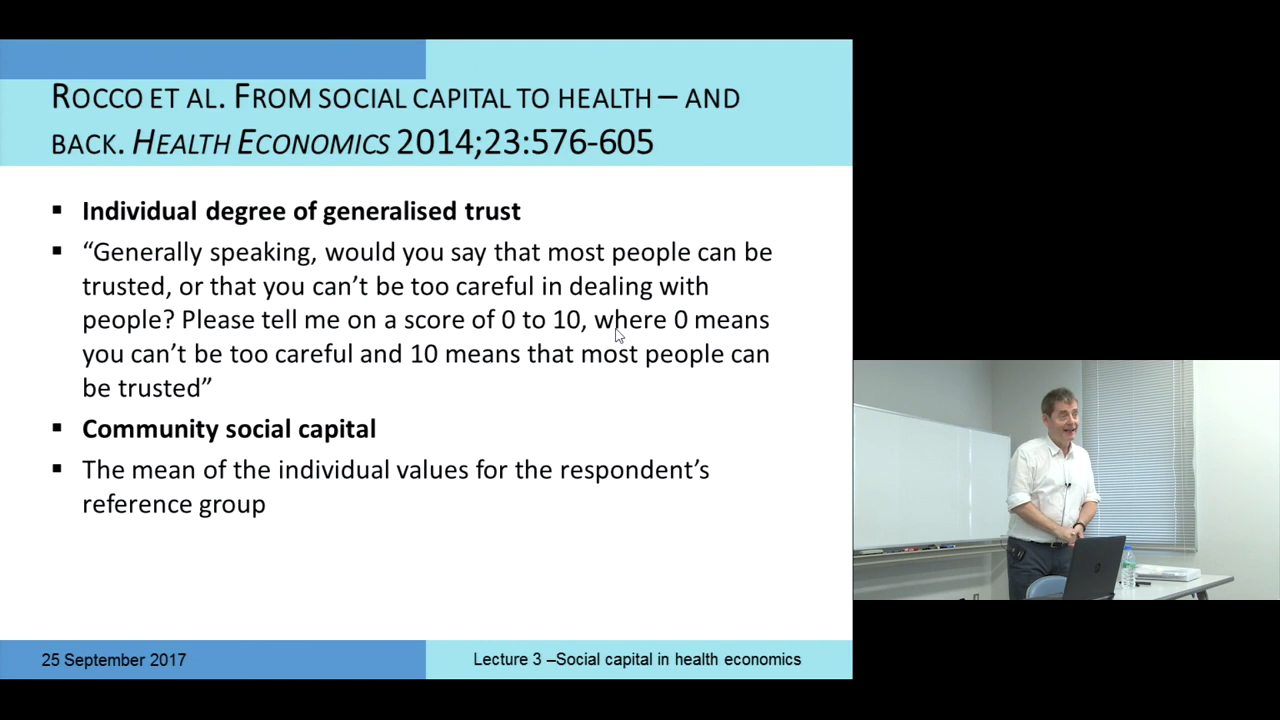 ROCCO ET AL. FROM SOCIAL CAPITAL TO HEALTH – AND
BACK. HEALTH ECONOMICS 2014;23:576-605
▪ Individual degree of generalised trust
▪ “Generally speaking, would you say that most people can be
trusted, or that you can’t be too careful in dealing with
people? Please tell me on a score of 0 to 10, where 0 means
you can’t be too careful and 10 means that most people can
be trusted”
▪ Community social capital
▪ The mean of the individual values for the respondent’s
reference group
25 September 2017
Lecture 3 –Social capital in health economics